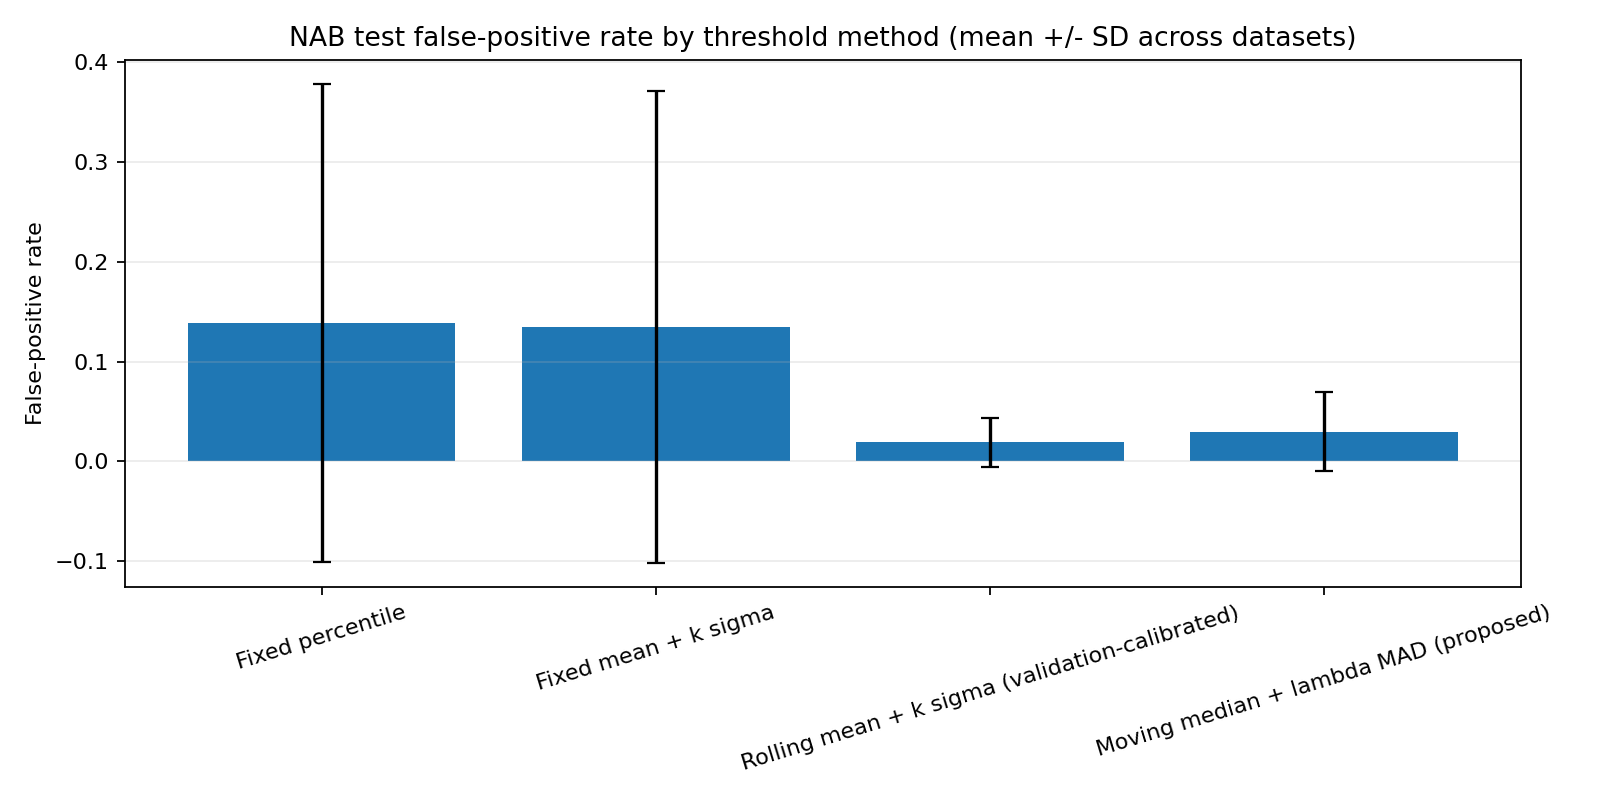 NAB test false-positive rate by threshold method (mean +/- SD across datasets)
False-positive rate
0.4
0.3
0.2
0.1
0.0
−0.1
Fixed percentile
Fixed mean + k sigma
Rolling mean + k sigma (validation-calibrated)
Moving median + lambda MAD (proposed)